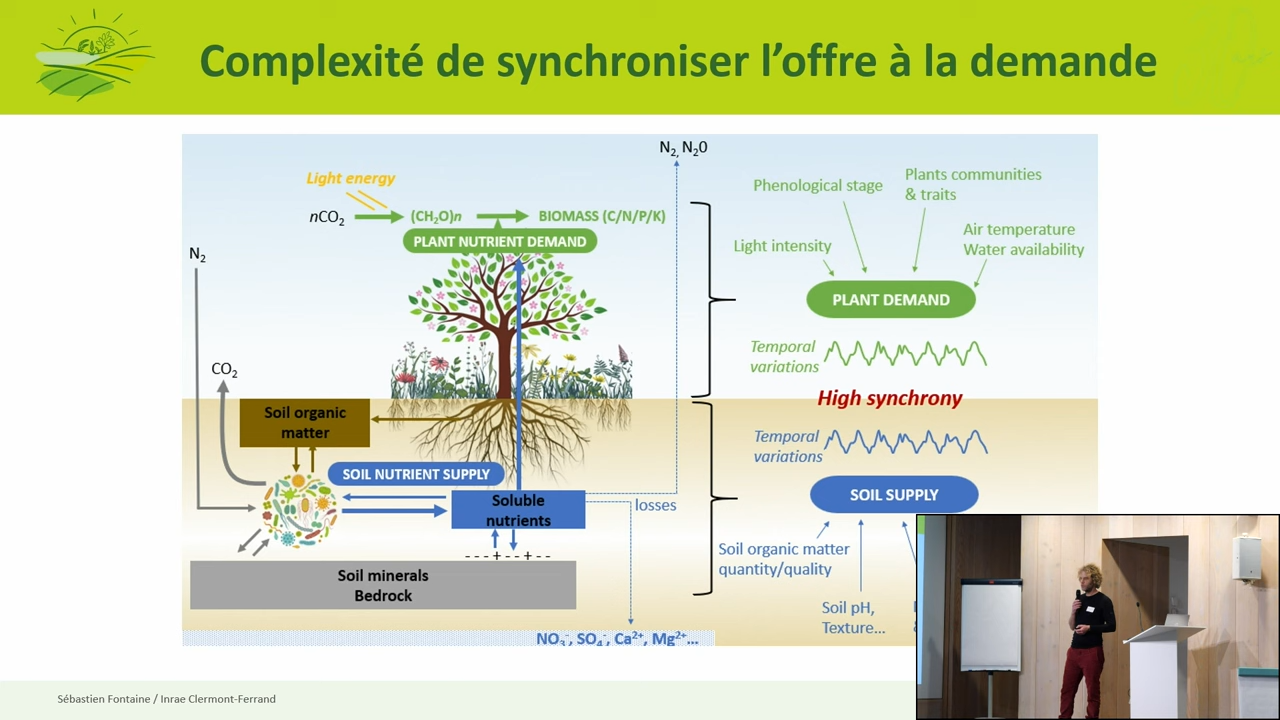 Complexité de synchroniser l'offre à la demande
N₂, N₂0
Light energy
nCO₂
(CH₂O)n
BIOMASS (C/N/P/K)
PLANT NUTRIENT DEMAND
N₂
CO₂
Soil organic
matter
SOIL NUTRIENT SUPPLY
Soluble
nutrients
losses
- - - + - - + - -
Soil minerals
Bedrock
NO₃⁻, SO₄⁻, Ca²⁺, Mg²⁺...
Phenological stage
Plants communities
& traits
Light intensity
Air temperature
Water availability
PLANT DEMAND
Temporal
variations
High synchrony
Temporal
variations
SOIL SUPPLY
Soil organic matter
quantity/quality
Soil pH,
Texture...
Sébastien Fontaine / Inrae Clermont-Ferrand